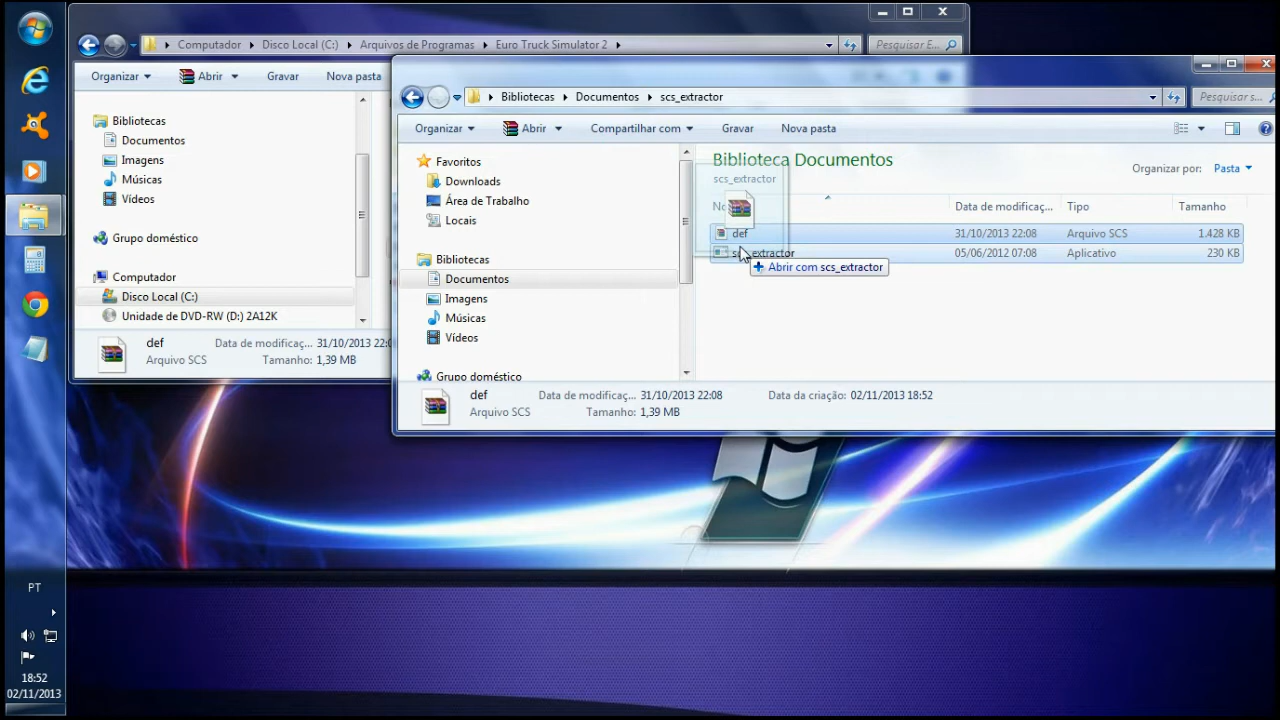 Computador Disco Local (C:) Arquivos de Programas Euro Truck Simulator 2
Pesquisar E...
Organizar Abrir Gravar Nova pasta
Bibliotecas
Documentos
Imagens
Músicas
Vídeos
Grupo doméstico
Computador
Disco Local (C:)
Unidade de DVD-RW (D:) 2A12K
def Data de modificaç... 31/10/2013 22:0
Arquivo SCS Tamanho: 1,39 MB
Bibliotecas Documentos scs_extractor
Pesquisar s...
Organizar Abrir Compartilhar com Gravar Nova pasta
Favoritos
Downloads
Área de Trabalho
Locais
Bibliotecas
Documentos
Imagens
Músicas
Vídeos
Grupo doméstico
Biblioteca Documentos
scs_extractor
Organizar por: Pasta
Data de modificaç... Tipo Tamanho
def 31/10/2013 22:08 Arquivo SCS 1.428 KB
scs_extractor 05/06/2012 07:08 Aplicativo 230 KB
Abrir com scs_extractor
def Data de modificaç... 31/10/2013 22:08 Data da criação: 02/11/2013 18:52
Arquivo SCS Tamanho: 1,39 MB
PT
18:52
02/11/2013